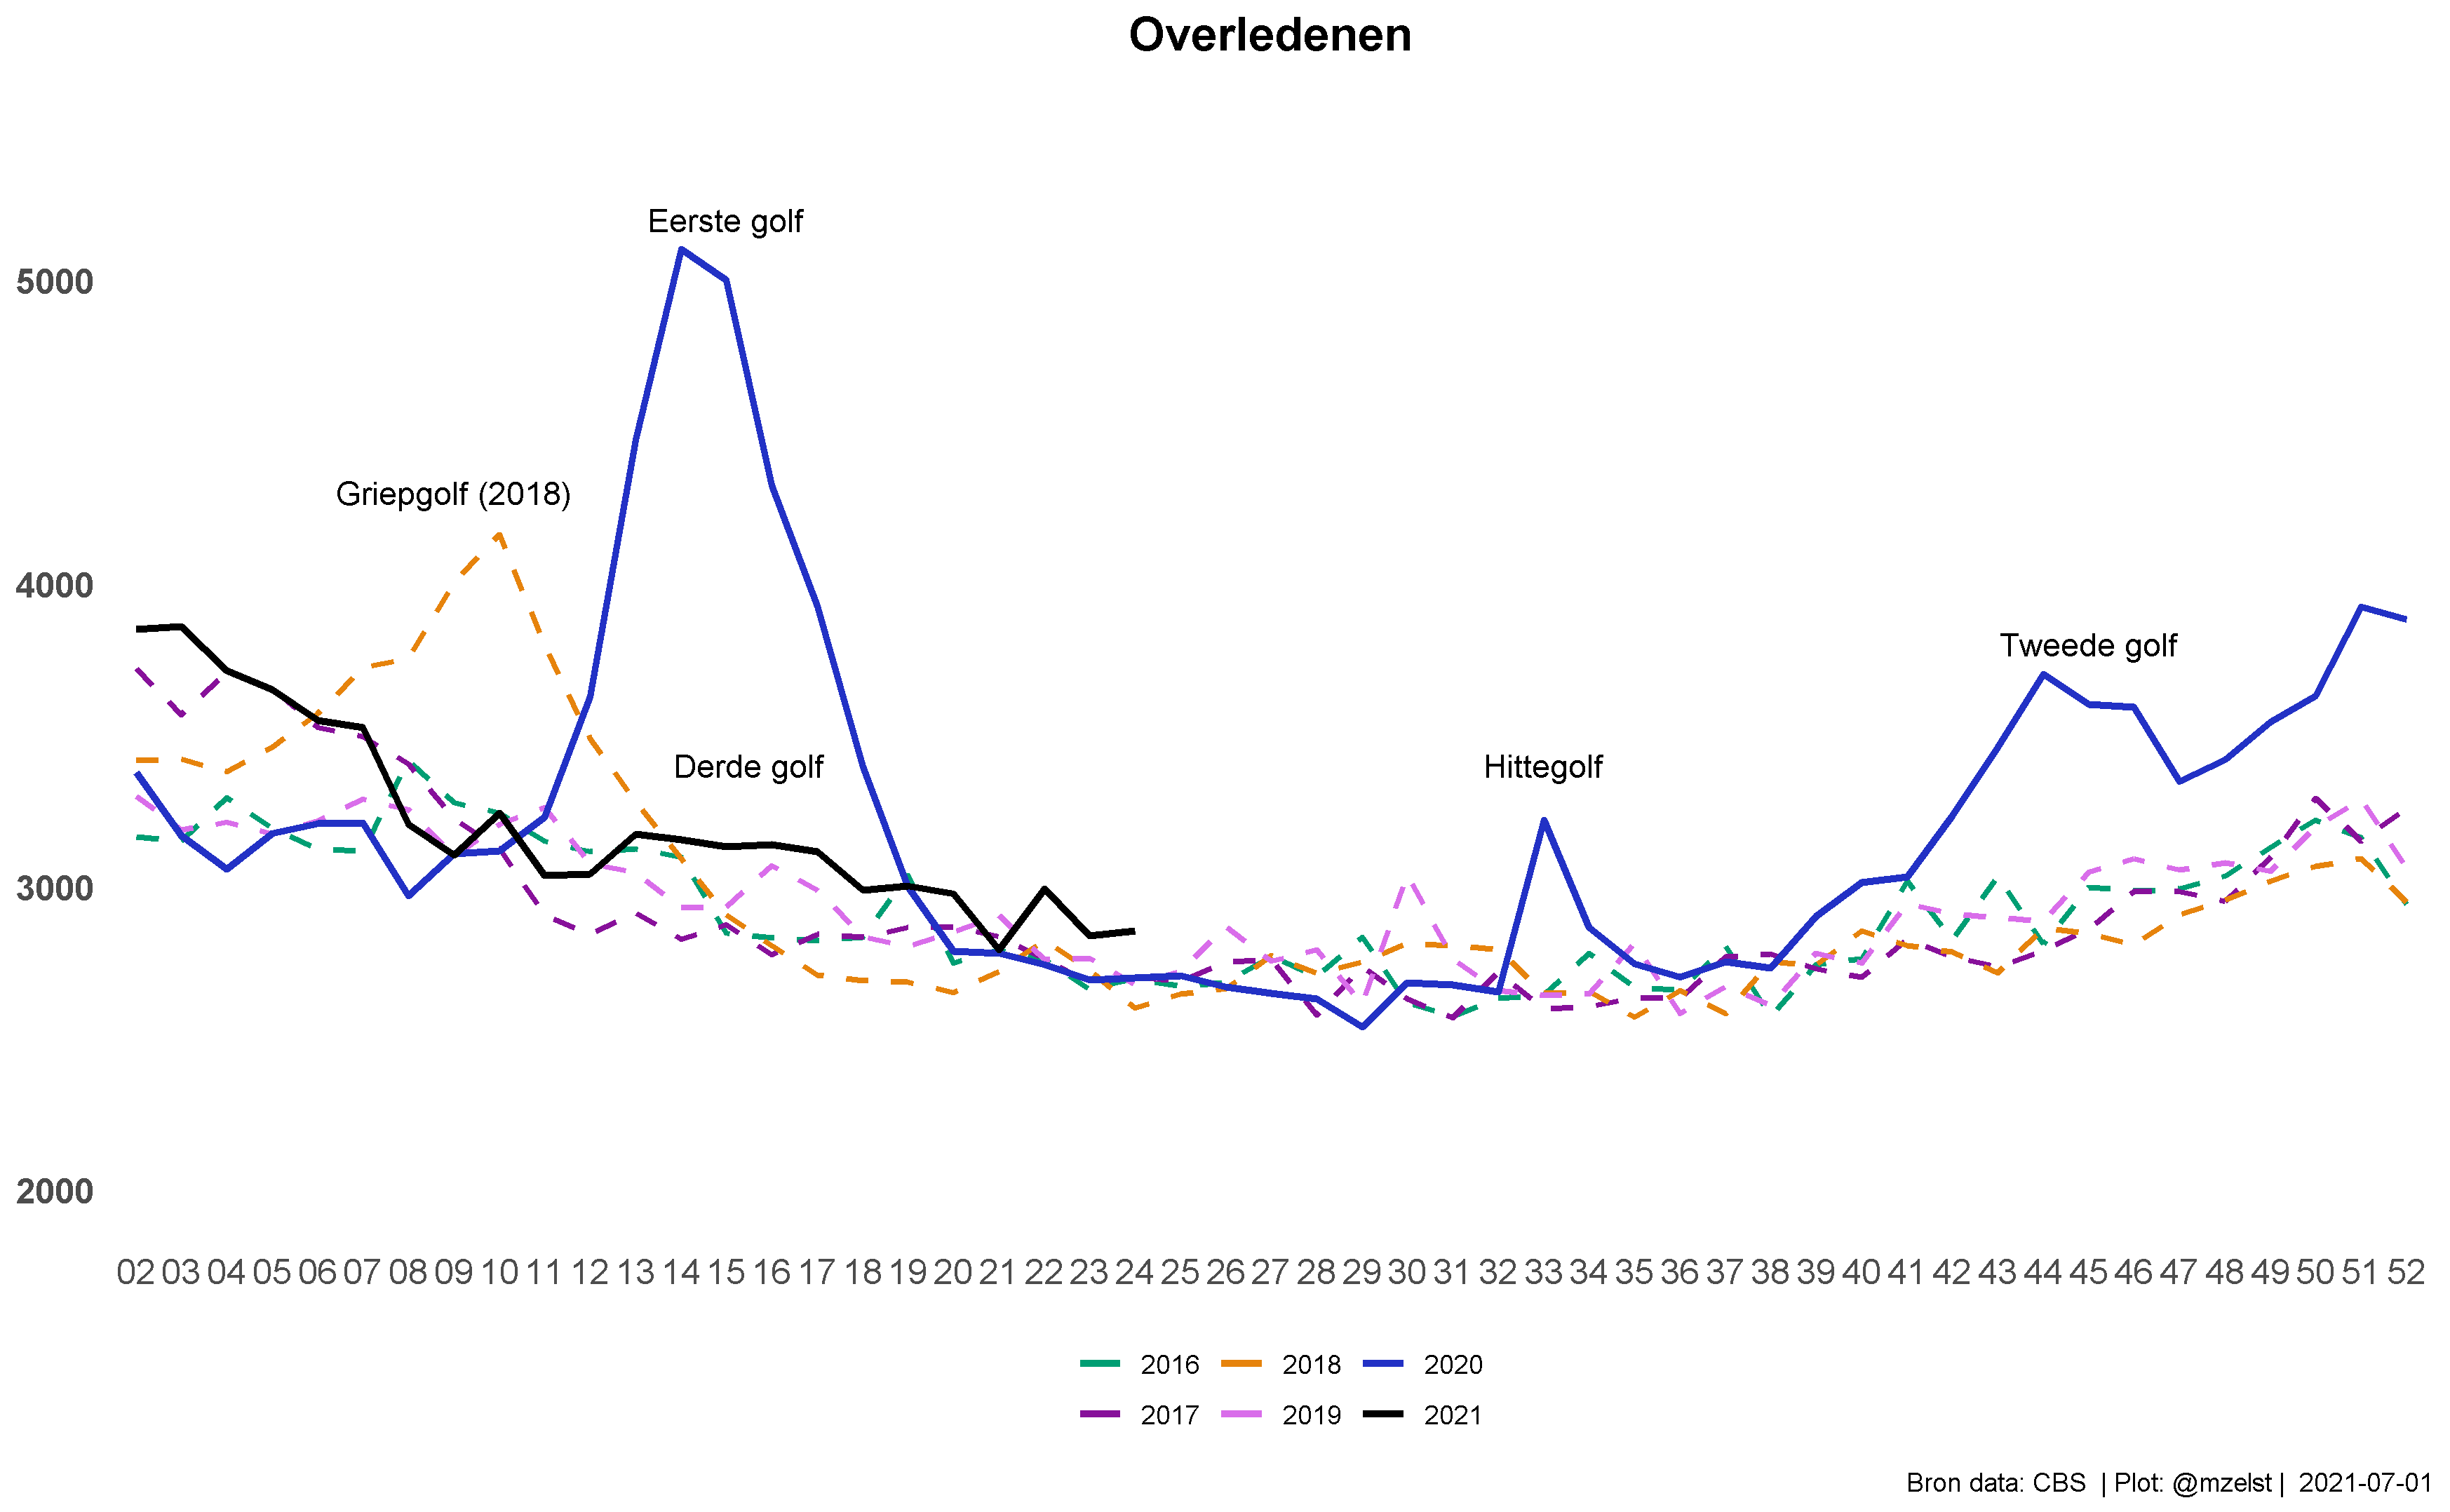 Overledenen
Eerste golf
5000
Griepgolf (2018)
4000
Tweede golf
Derde golf
Hittegolf
3000
2000
02 03 04 05 06 07 08 09 10 11 12 13 14 15 16 17 18 19 20 21 22 23 24 25 26 27 28 29 30 31 32 33 34 35 36 37 38 39 40 41 42 43 44 45 46 47 48 49 50 51 52
2016 2018 2020
2017 2019 2021
Bron data: CBS | Plot: @mzelst | 2021-07-01